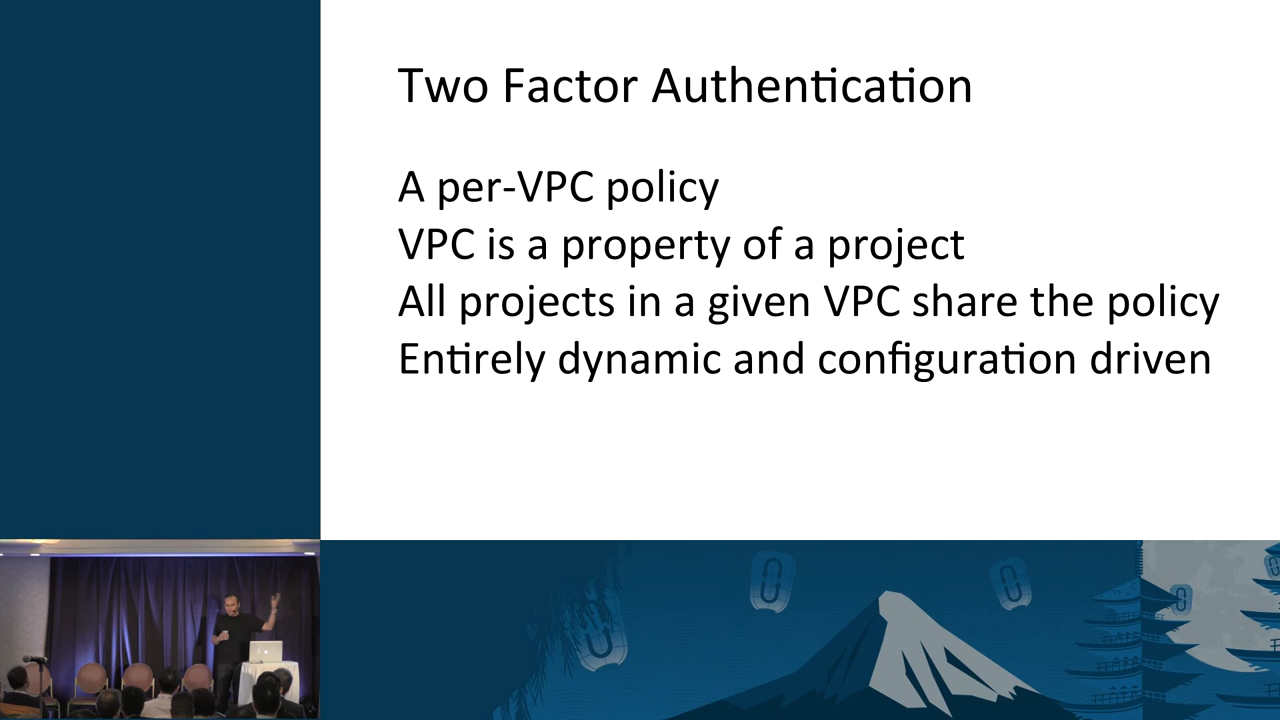 Two Factor Authentication
A per-VPC policy
VPC is a property of a project
All projects in a given VPC share the policy
Entirely dynamic and configuration driven